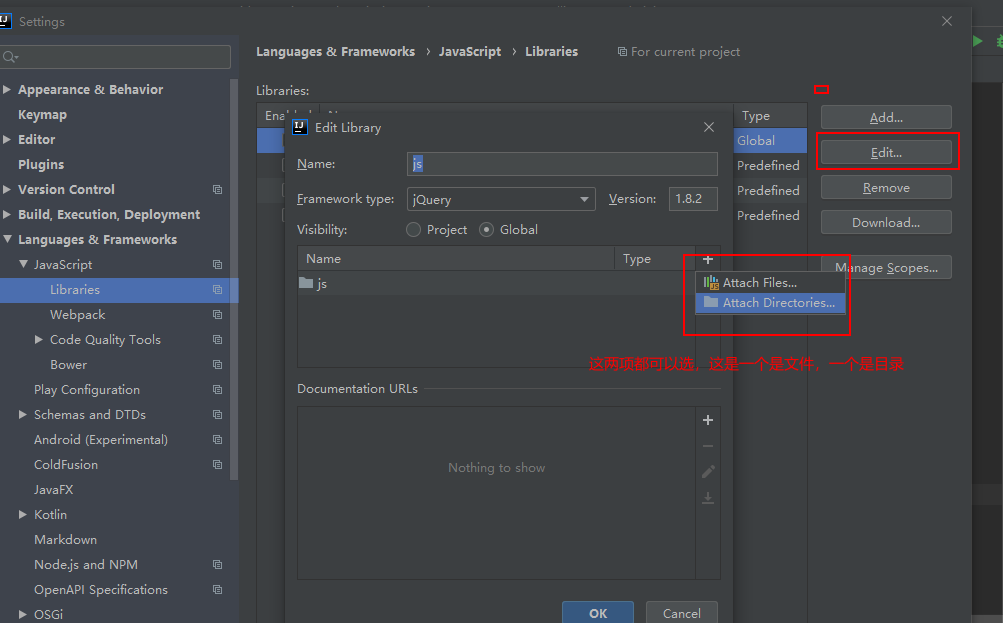 Settings
Languages & Frameworks › JavaScript › Libraries
For current project
Appearance & Behavior
Keymap
Editor
Plugins
Version Control
Build, Execution, Deployment
Languages & Frameworks
JavaScript
Libraries
Webpack
Code Quality Tools
Bower
Play Configuration
Schemas and DTDs
Android (Experimental)
ColdFusion
JavaFX
Kotlin
Markdown
Node.js and NPM
OpenAPI Specifications
OSGi
Libraries:
Type
Global
Predefined
Predefined
Predefined
Add...
Edit...
Remove
Download...
Manage Scopes...
Edit Library
Name:
js
Framework type:
jQuery
Version:
1.8.2
Visibility:
Project
Global
Name
Type
js
Attach Files...
Attach Directories...
这两项都可以选，这是一个是文件，一个是目录
Documentation URLs
Nothing to show
OK
Cancel